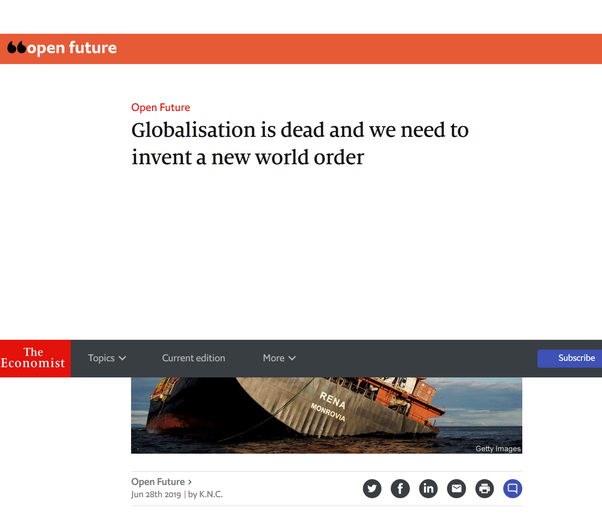 open future
Open Future
Globalisation is dead and we need to
invent a new world order
The
Economist
Topics
Current edition
More
Subscribe
RENA
MONROVIA
Getty Images
Open Future >
Jun 28th 2019 | by K.N.C.